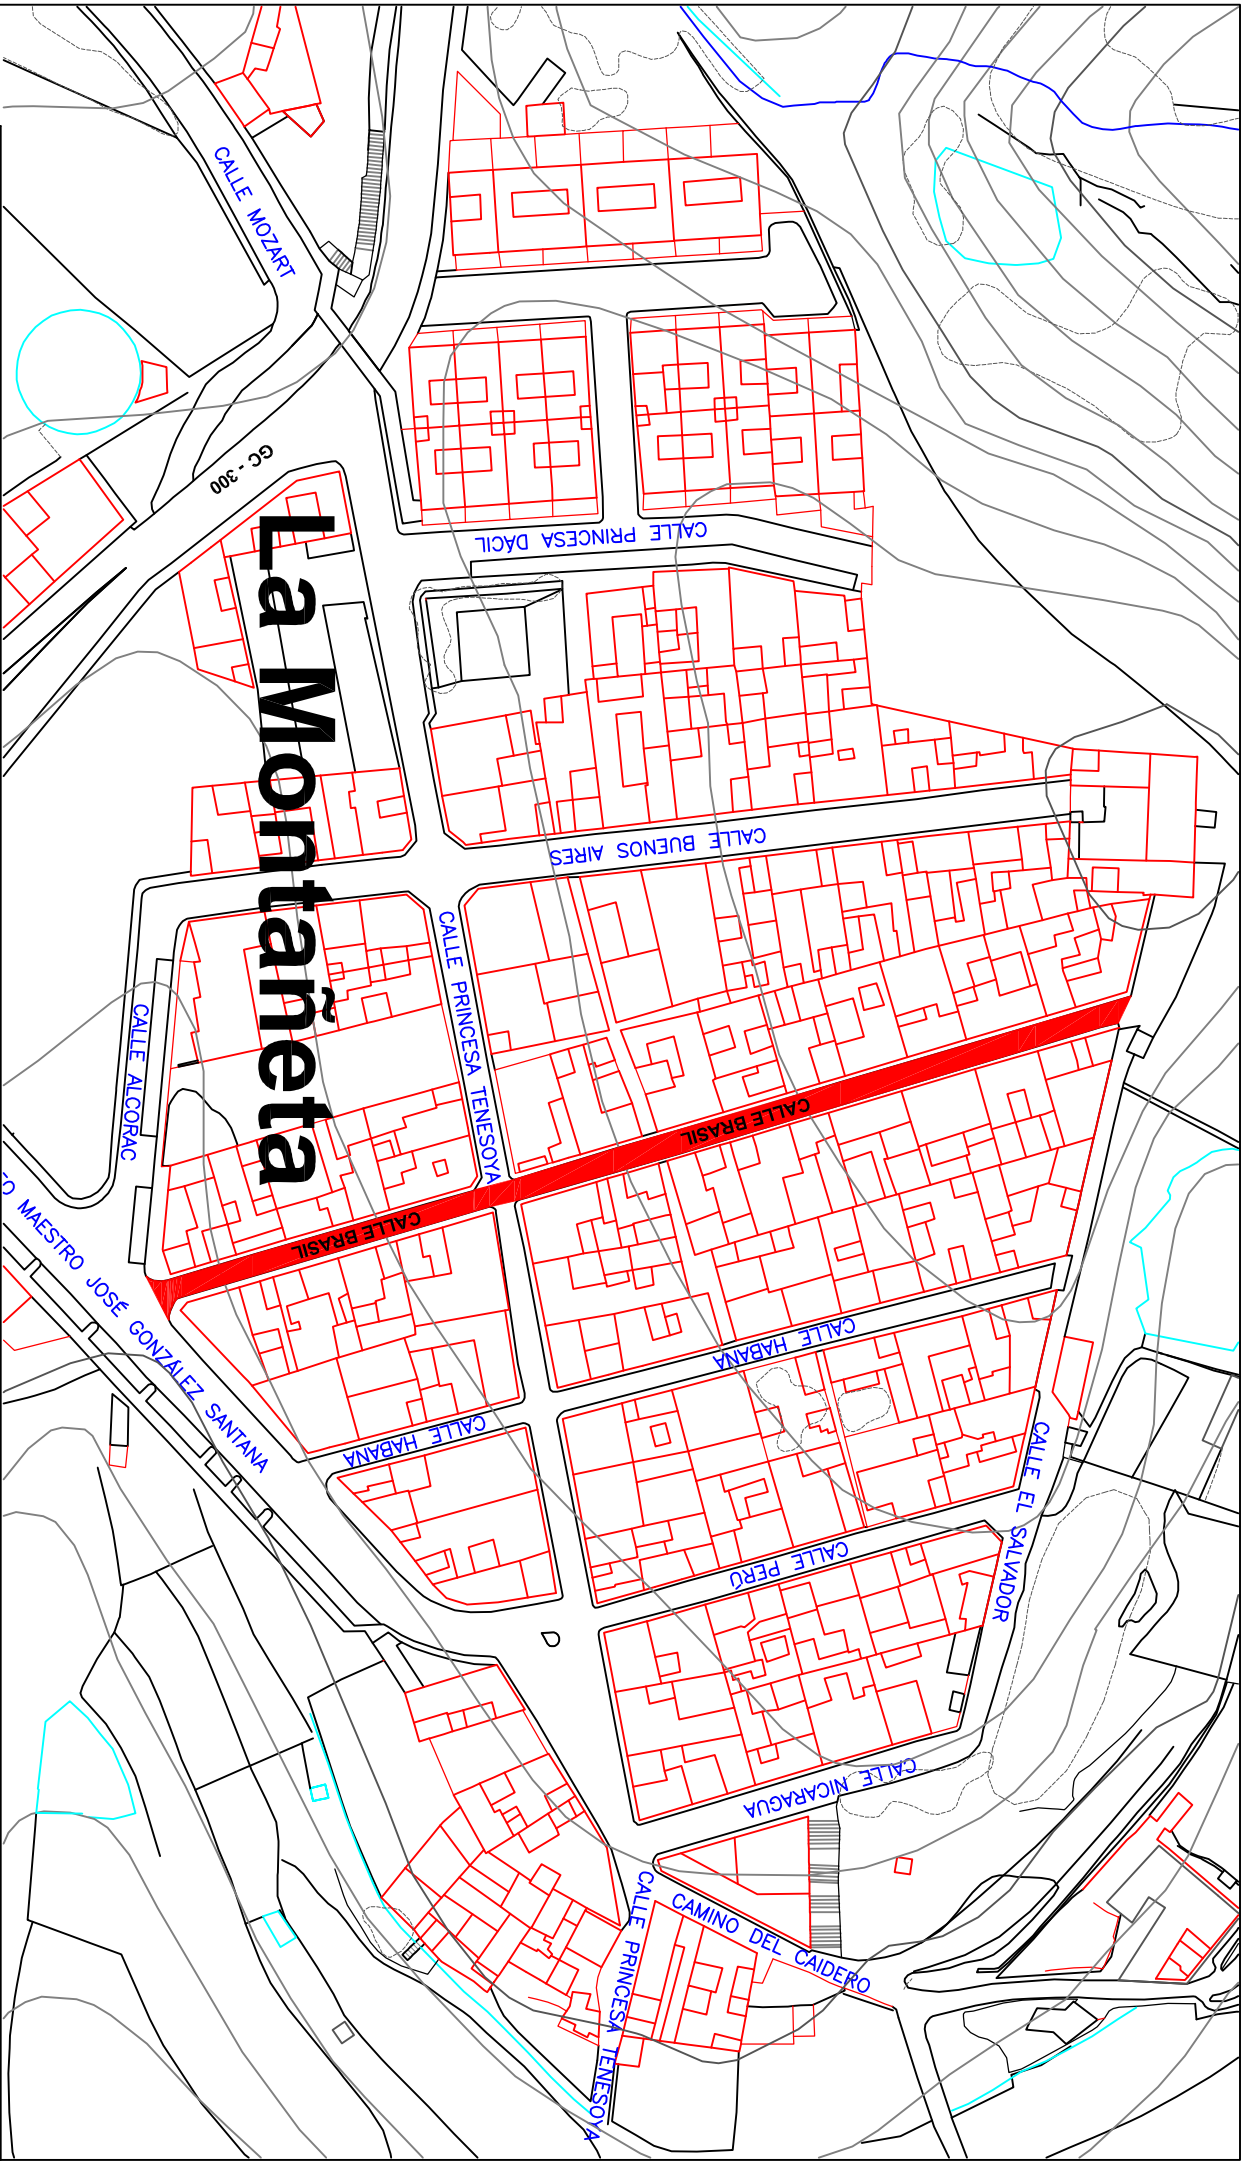 CALLE MOZART
GC - 300
La Montañeta
CALLE PRINCESA DÁCIL
CALLE BUENOS AIRES
CALLE PRINCESA TENESOYA
CALLE ALCORAC
CALLE BRASIL
CALLE BRASIL
MAESTRO JOSÉ GONZÁLEZ SANTANA
CALLE HABANA
CALLE HABANA
CALLE EL SALVADOR
CALLE PERÚ
CALLE NICARAGUA
CAMINO DEL CAIDERO
CALLE PRINCESA TENESOYA